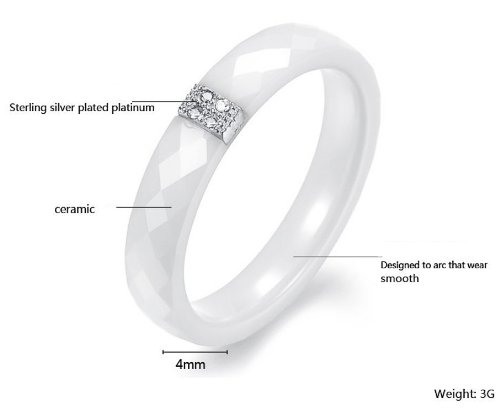 Sterling silver plated platinum
ceramic
Designed to arc that wear
smooth
4mm
Weight: 3G